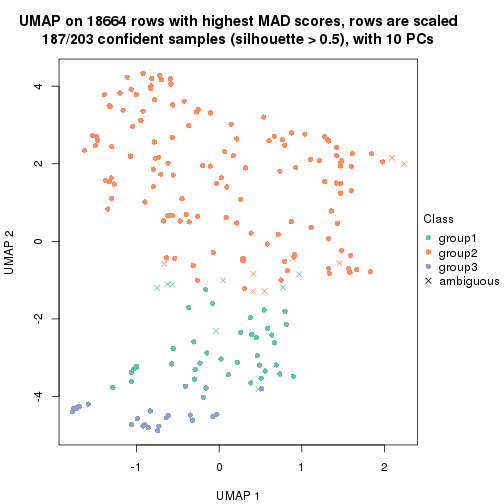 UMAP on 18664 rows with highest MAD scores, rows are scaled
187/203 confident samples (silhouette > 0.5), with 10 PCs
4
2
0
-2
-4
UMAP 2
-1
0
1
2
UMAP 1
Class
group1
group2
group3
ambiguous